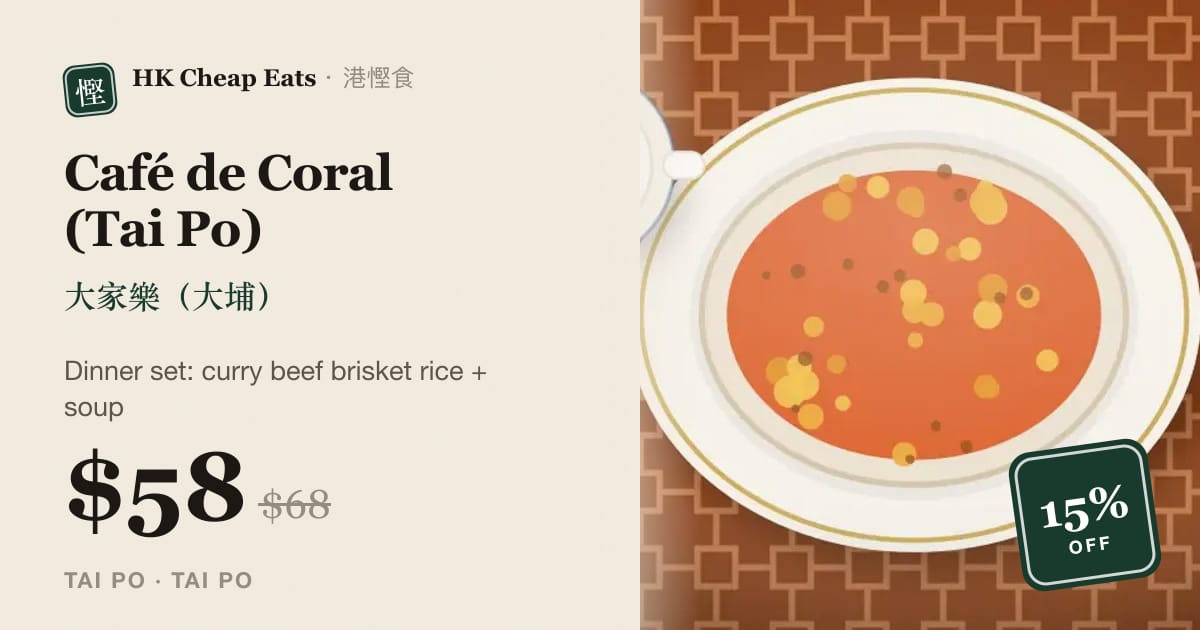 慳
HK Cheap Eats · 港慳食
Café de Coral
(Tai Po)
大家樂（大埔）
Dinner set: curry beef brisket rice +
soup
$58 $68
TAI PO · TAI PO
15%
OFF